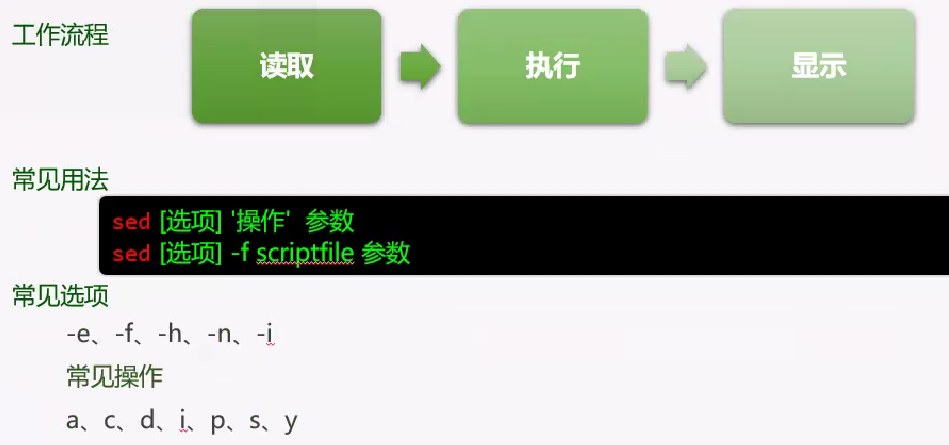 工作流程
读取 执行 显示
常见用法
sed [选项] '操作' 参数
sed [选项] -f scriptfile 参数
常见选项
-e、-f、-h、-n、-i
常见操作
a、c、d、i、p、s、y